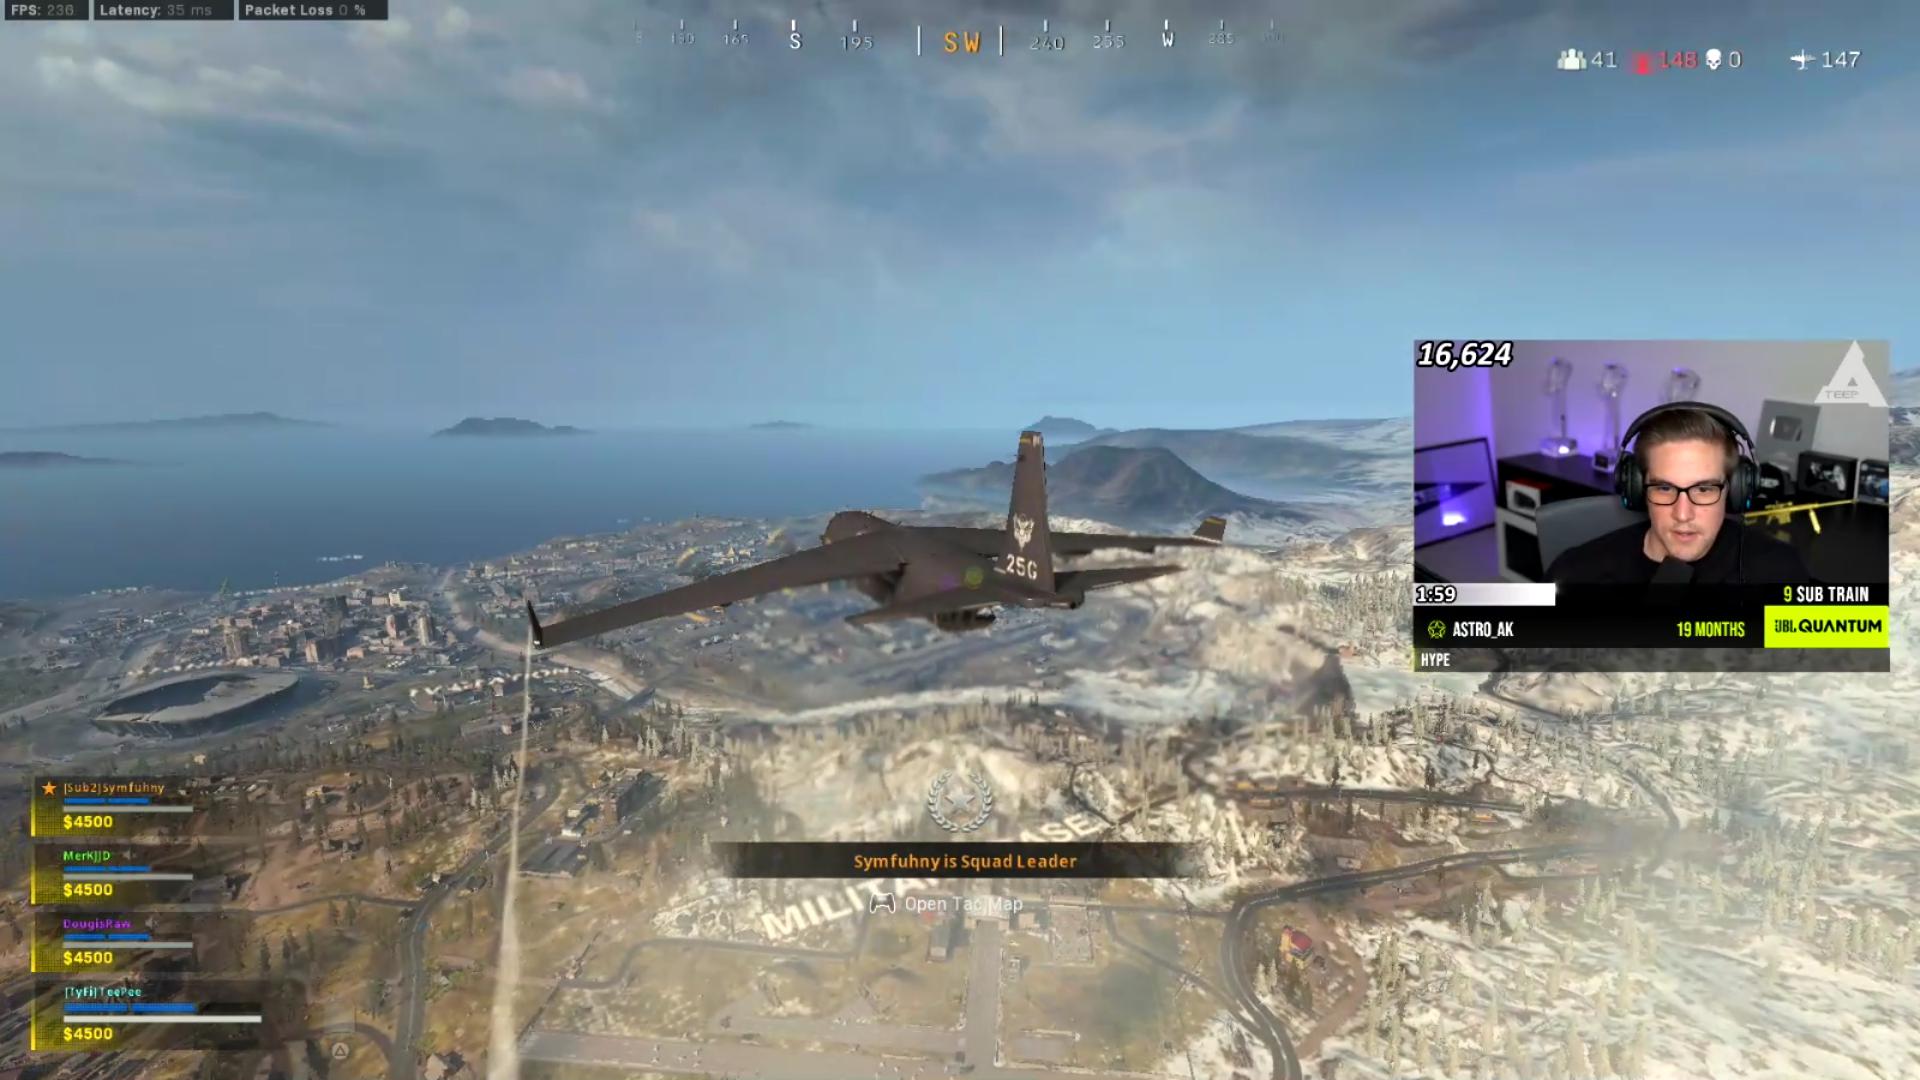 FPS: 236 Latency: 35 ms Packet Loss 0 %
165 S 195 SW 240 255 W 285
41 148 0 147
16,624
TEEP
25G
1:59
9 SUB TRAIN
ASTRO_AK 19 MONTHS
JBL QUANTUM
HYPE
[Sub2]Symfuhny
$4500
MerkJJD
$4500
DougisRaw
$4500
[TyFi]TeePee
$4500
Symfuhny is Squad Leader
Open Tac Map